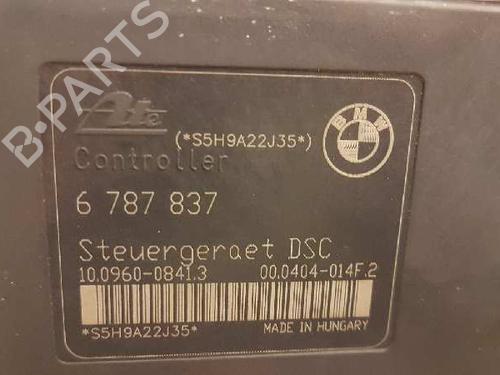 B-PARTS
Ate
BMW
(*S5H9A22J35*)
Controller
6 787 837
Steuergeraet DSC
10.0960-0841.3 00.0404-014F.2
*S5H9A22J35* MADE IN HUNGARY